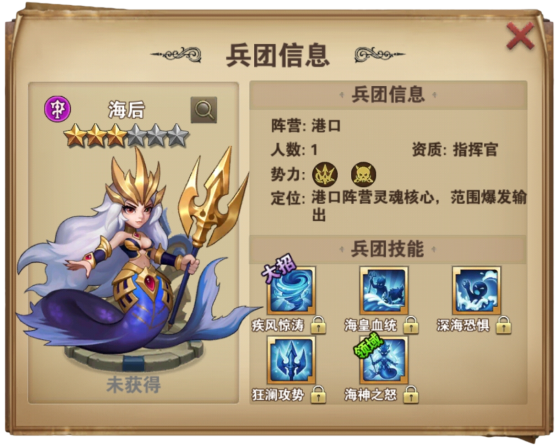 兵团信息
海后
未获得
兵团信息
阵营: 港口
人数: 1
资质: 指挥官
势力:
定位: 港口阵营灵魂核心，范围爆发输
出
兵团技能
大招
疾风惊涛
海皇血统
深海恐惧
领域
狂澜攻势
海神之怒